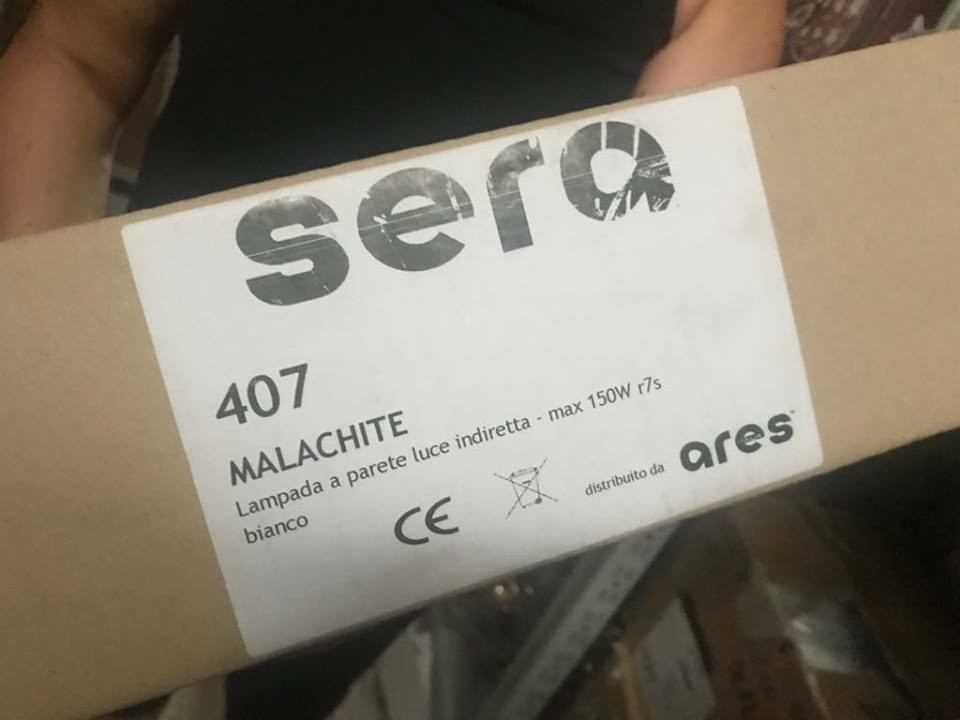 sera
407
MALACHITE
Lampada a parete luce indiretta - max 150W r7s
bianco
CE
distribuito da ares